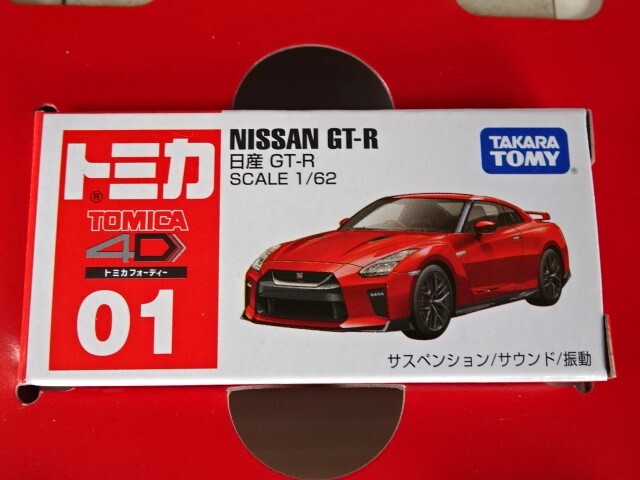 トミカ
®
TOMICA
4D
トミカフォーディー
01
NISSAN GT-R
日産 GT-R
SCALE 1/62
TAKARA
TOMY
®
サスペンション/サウンド/振動